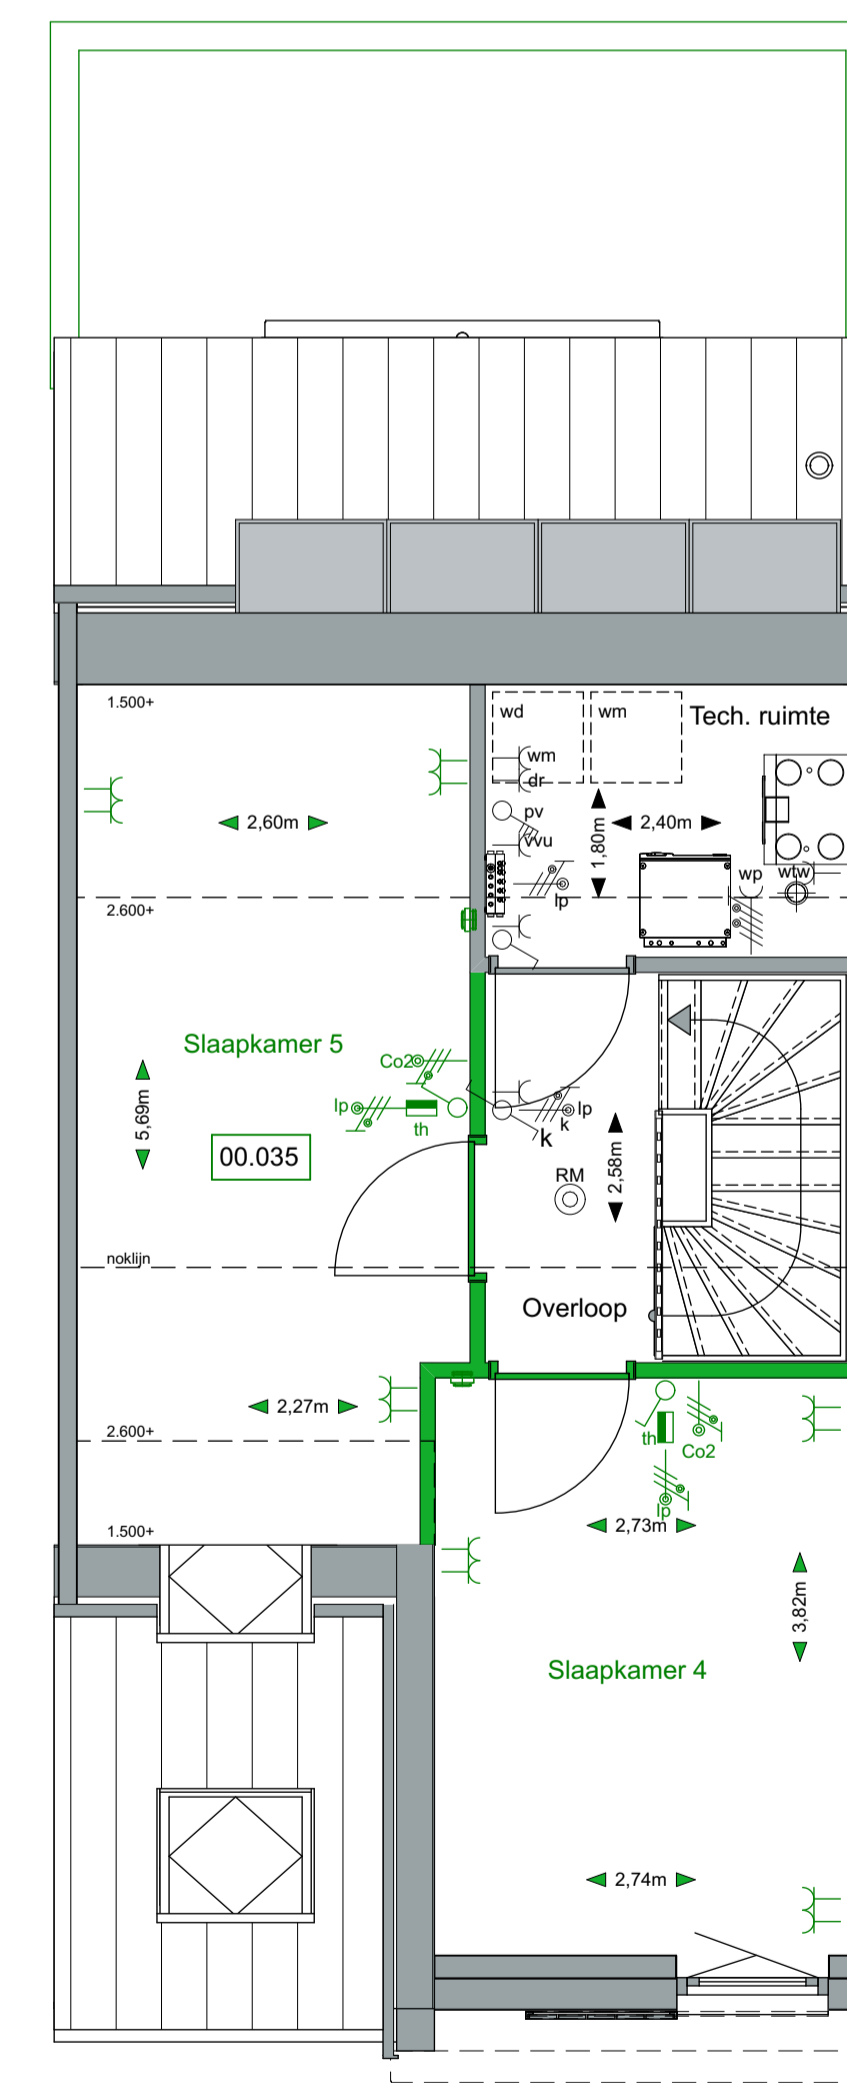 1.500+
wd
wm
Tech. ruimte
wm
dr
pv
vvu
2,60m
1,80m
2,40m
wp
wtw
lp
2.600+
Slaapkamer 5
Co2
5,69m
lp
th
lp
k
k
00.035
2,58m
RM
noklijn
Overloop
2,27m
2.600+
th
Co2
lp
1.500+
2,73m
3,82m
Slaapkamer 4
2,74m